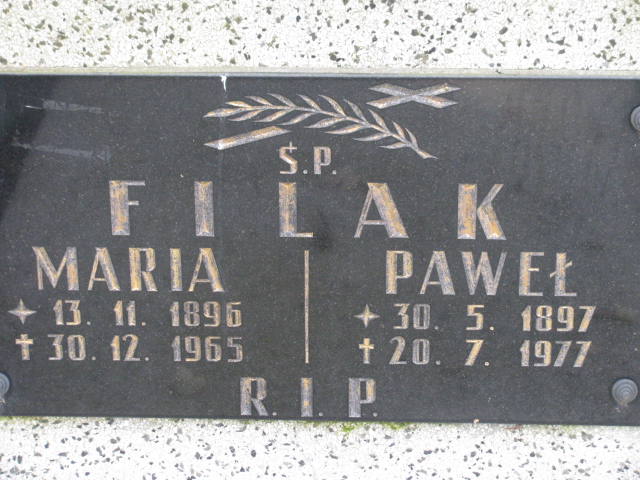 Ś.P.
FILAK
MARIA
13. 11. 1896
30. 12. 1965
PAWEŁ
30. 5. 1897
20. 7. 1977
R.I.P.